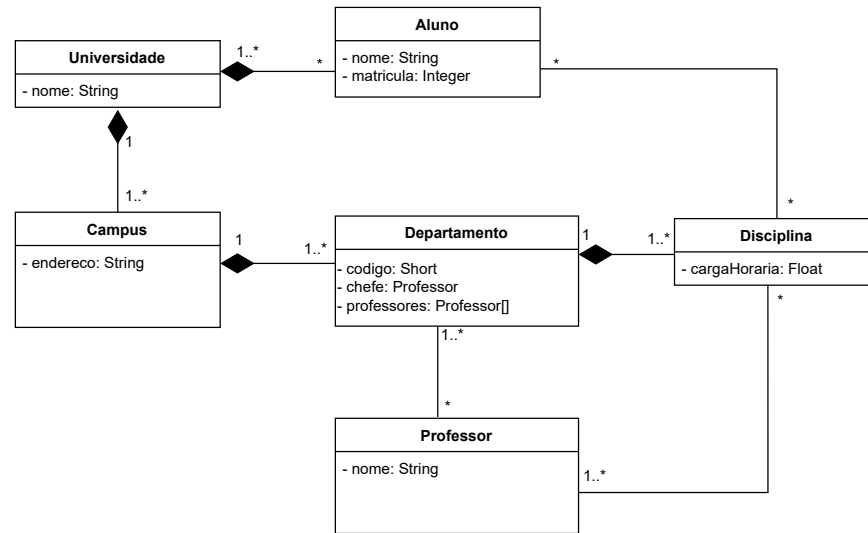 Aluno
- nome: String
- matricula: Integer
Universidade
- nome: String
1..*
*
*
1
1..*
*
Campus
- endereco: String
1
1..*
Departamento
- codigo: Short
- chefe: Professor
- professores: Professor[]
1
1..*
Disciplina
- cargaHoraria: Float
*
1..*
*
Professor
- nome: String
1..*